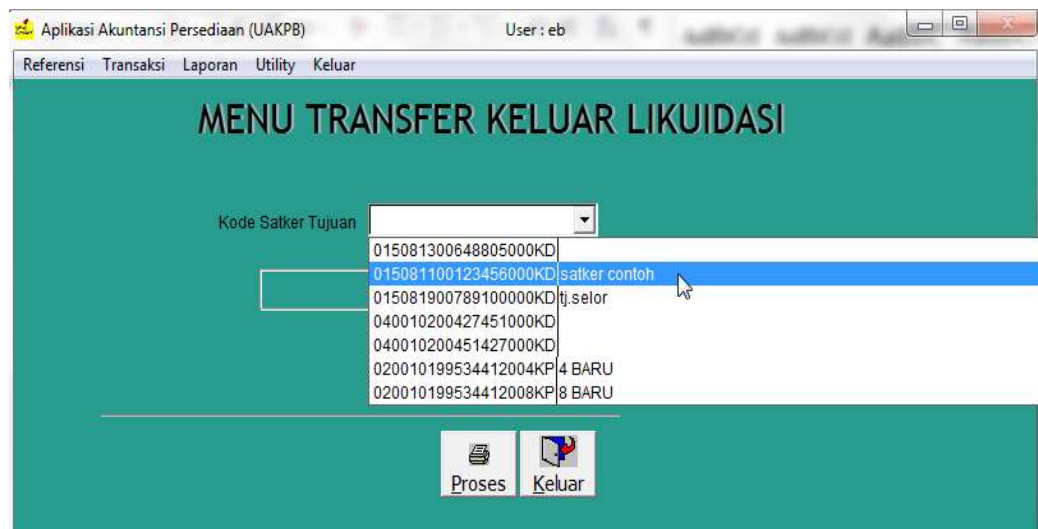 Aplikasi Akuntansi Persediaan (UAKPB) User : eb
Referensi Transaksi Laporan Utility Keluar
MENU TRANSFER KELUAR LIKUIDASI
Kode Satker Tujuan
015081300648805000KD
015081100123456000KD satker contoh
015081900789100000KD tj.selor
040010200427451000KD
040010200451427000KD
020010199534412004KP 4 BARU
020010199534412008KP 8 BARU
Proses Keluar